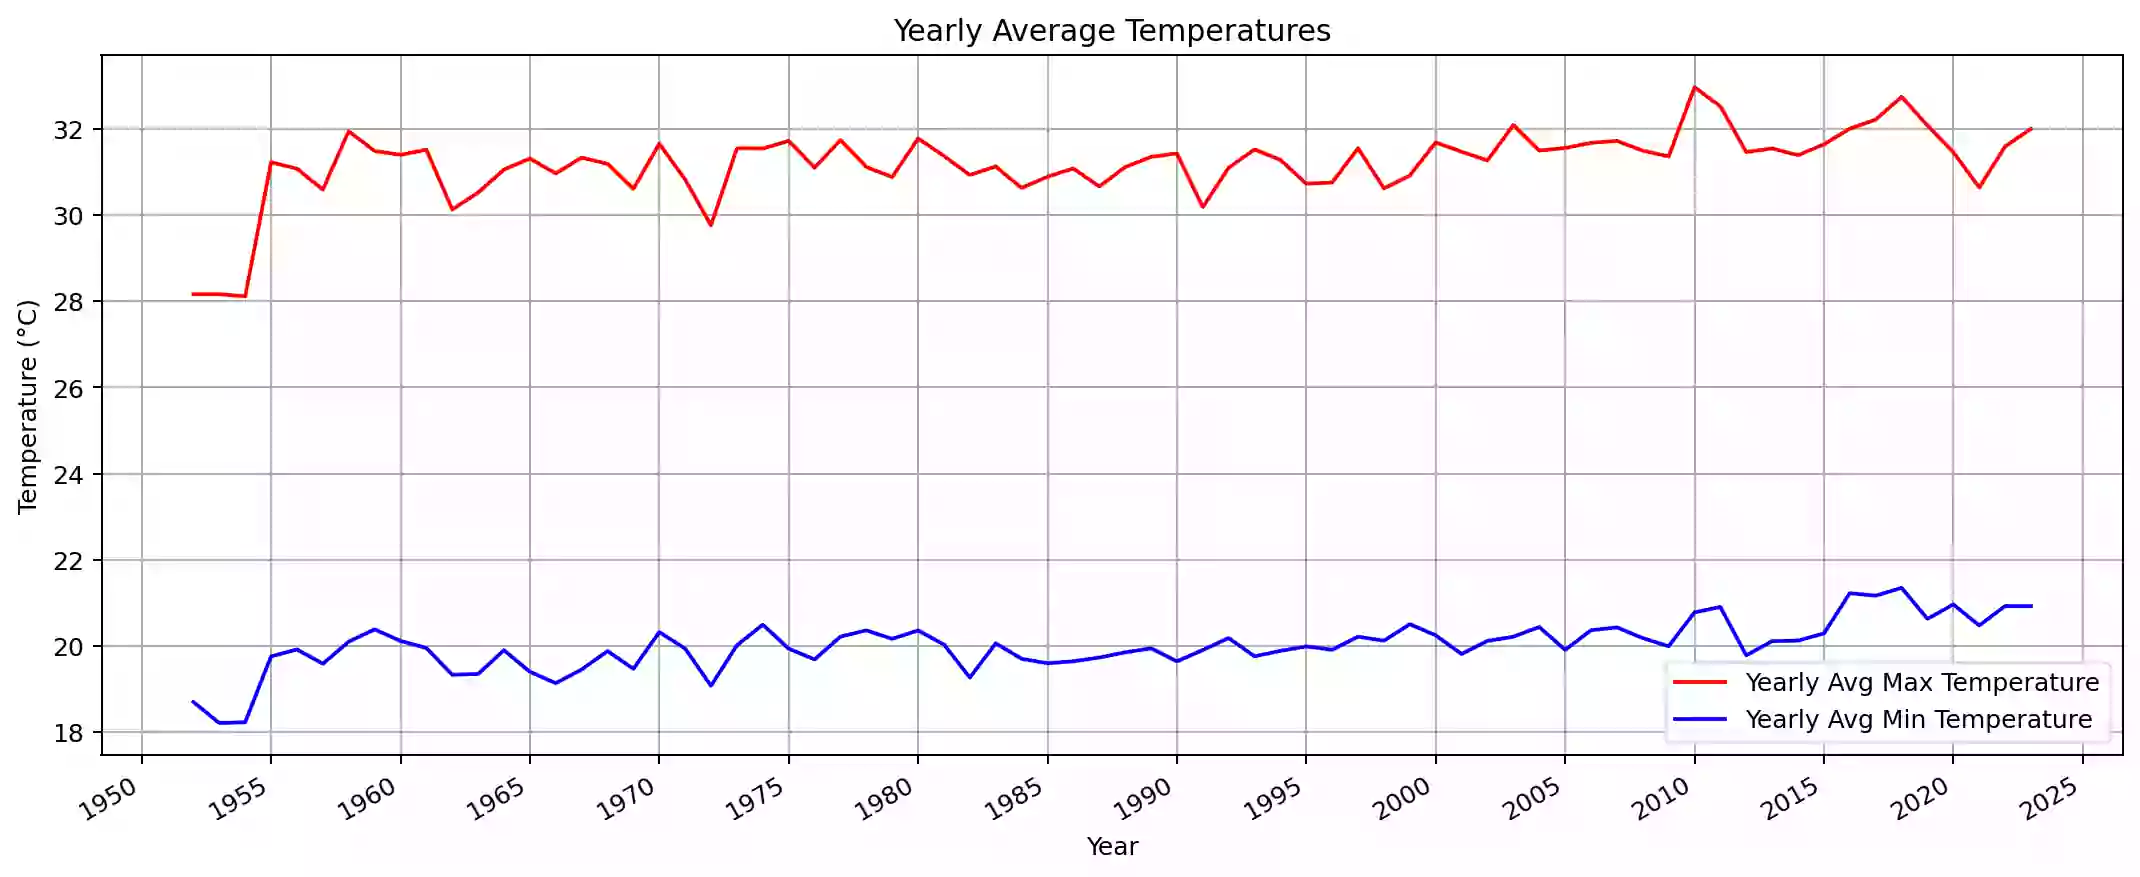 Yearly Average Temperatures
Temperature (°C)
32
30
28
26
24
22
20
18
Yearly Avg Max Temperature
Yearly Avg Min Temperature
1950 1955 1960 1965 1970 1975 1980 1985 1990 1995 2000 2005 2010 2015 2020 2025
Year